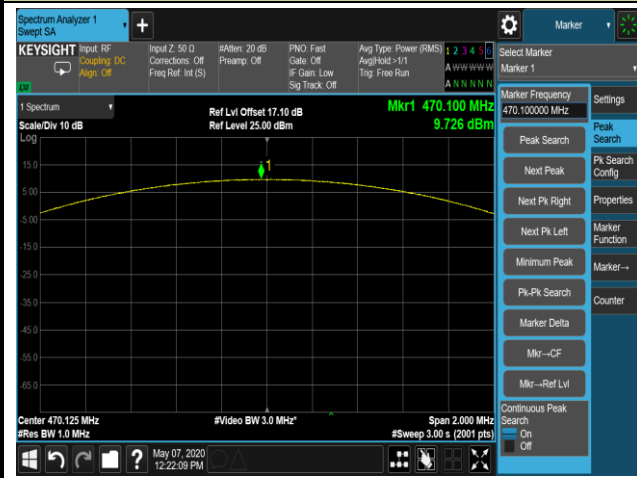 Spectrum Analyzer 1
Swept SA
Marker
KEYSIGHT
Input: RF
Coupling: DC
Align: Off
Input Z: 50 Ω
Corrections: Off
Freq Ref: Int (S)
#Atten: 20 dB
Preamp: Off
PNO: Fast
Gate: Off
IF Gain: Low
Sig Track: Off
Avg Type: Power (RMS)
Avg|Hold:>1/1
Trig: Free Run
1 2 3 4 5 6
A W W W W W
A N N N N N
Select Marker
Marker 1
1 Spectrum
Scale/Div 10 dB
Ref Lvl Offset 17.10 dB
Ref Level 25.00 dBm
Mkr1 470.100 MHz
9.726 dBm
Log
15.0
5.00
-5.00
-15.0
-25.0
-35.0
-45.0
-55.0
-65.0
1
Center 470.125 MHz
#Res BW 1.0 MHz
#Video BW 3.0 MHz*
Span 2.000 MHz
#Sweep 3.00 s (2001 pts)
Marker Frequency
470.100000 MHz
Peak Search
Next Peak
Next Pk Right
Next Pk Left
Minimum Peak
Pk-Pk Search
Marker Delta
Mkr→CF
Mkr→Ref Lvl
Continuous Peak
Search
On
Off
Settings
Peak
Search
Pk Search
Config
Properties
Marker
Function
Marker→
Counter
?
May 07, 2020
12:22:09 PM